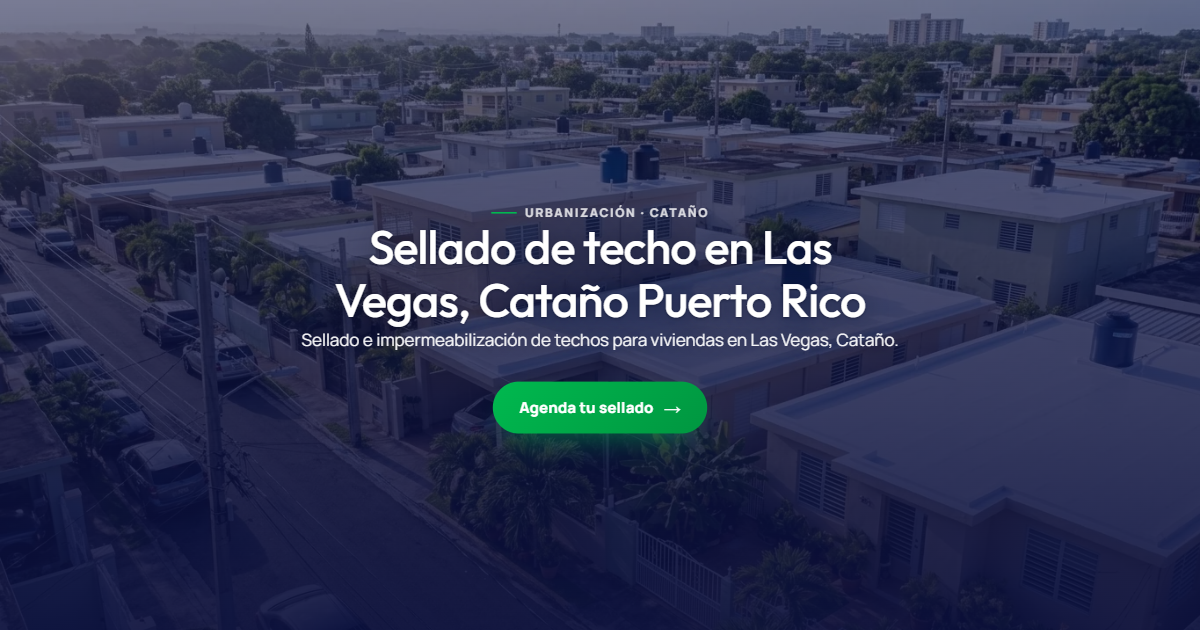 URBANIZACIÓN · CATAÑO
Sellado de techo en Las
Vegas, Cataño Puerto Rico
Sellado e impermeabilización de techos para viviendas en Las Vegas, Cataño.
Agenda tu sellado →